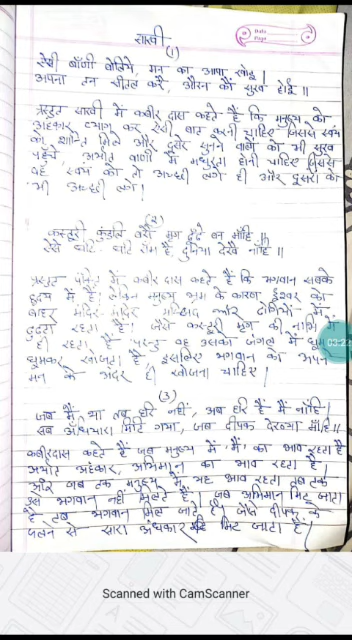 साखी
Date
Page
(1)
ऐसी बाँणी बोलिये, मन का आपा खोइ।
अपना तन सीतल करै, औरन कौं सुख होई॥
प्रस्तुत साखी में कबीर दास कहते हैं कि मनुष्य को
अहंकार त्याग कर ऐसी बात करनी चाहिए जिससे स्वयं
को शान्ति मिले और दूसरे सुनने वाले को भी सुख
पहुँचे, अर्थात वाणी में मधुरता होनी चाहिए जिससे
वह स्वयं को तो अच्छी लगे ही और दूसरों को
भी अच्छी लगे।
(2)
कस्तूरी कुंडलि बसै मृग ढूँढै बन माँहि॥
ऐसे घटि घटि राम है, दुनिया देखै नाँहि॥
प्रस्तुत में कबीर दास कहते हैं कि भगवान सबके
हृदय में हैं। लेकिन मनुष्य भ्रम के कारण ईश्वर को
बाहर मंदिर- मस्जिद और में
ढूढ़ता रहता है। जैसे कस्तूरी मृग की नाभि में
ही रहता है परन्तु वह उसको जंगल में घूम
घूमकर खोजता है। इसलिए भगवान को अपने
मन के अंदर ही खोजना चाहिए।
03:22
(3)
जब मैं था तब हरि नहीं, अब हरि हैं मैं नाँहि।
सब अँधियारा मिटि गया, जब दीपक देख्या माँहि॥
कबीरदास कहते हैं जब मनुष्य में 'मैं' का भाव रहता है
अर्थात अहंकार, अभिमान का भाव रहता है।
और जब तक मनुष्य में यह भाव रहता तब तक
उसे भगवान नहीं मिलते हैं। जब अभिमान मिट जाता
है तब भगवान मिल जाते हैं। जैसे दीपक के
जलने से सारा अंधकार मिट जाता है।
Scanned with CamScanner